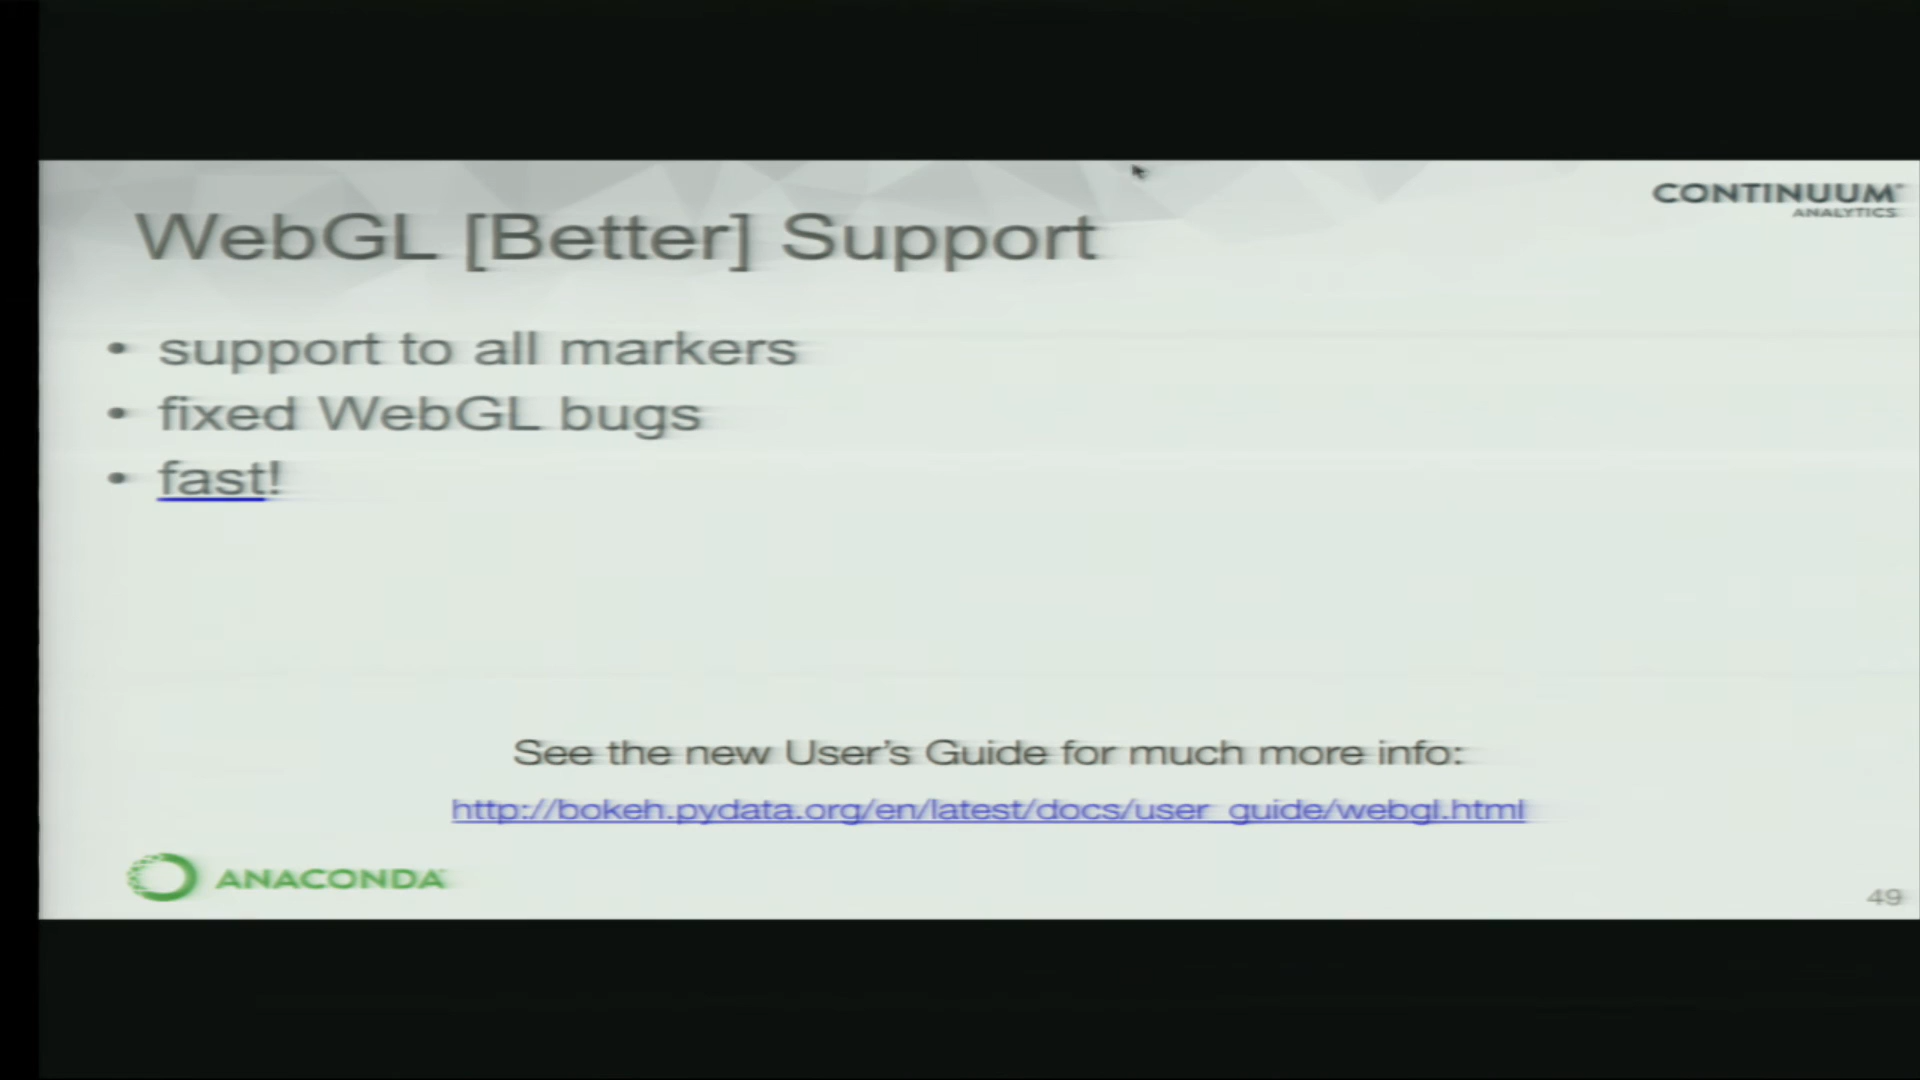 CONTINUUM
ANALYTICS
WebGL [Better] Support
• support to all markers
• fixed WebGL bugs
• fast!
See the new User’s Guide for much more info:
http://bokeh.pydata.org/en/latest/docs/user_guide/webgl.html
ANACONDA
49